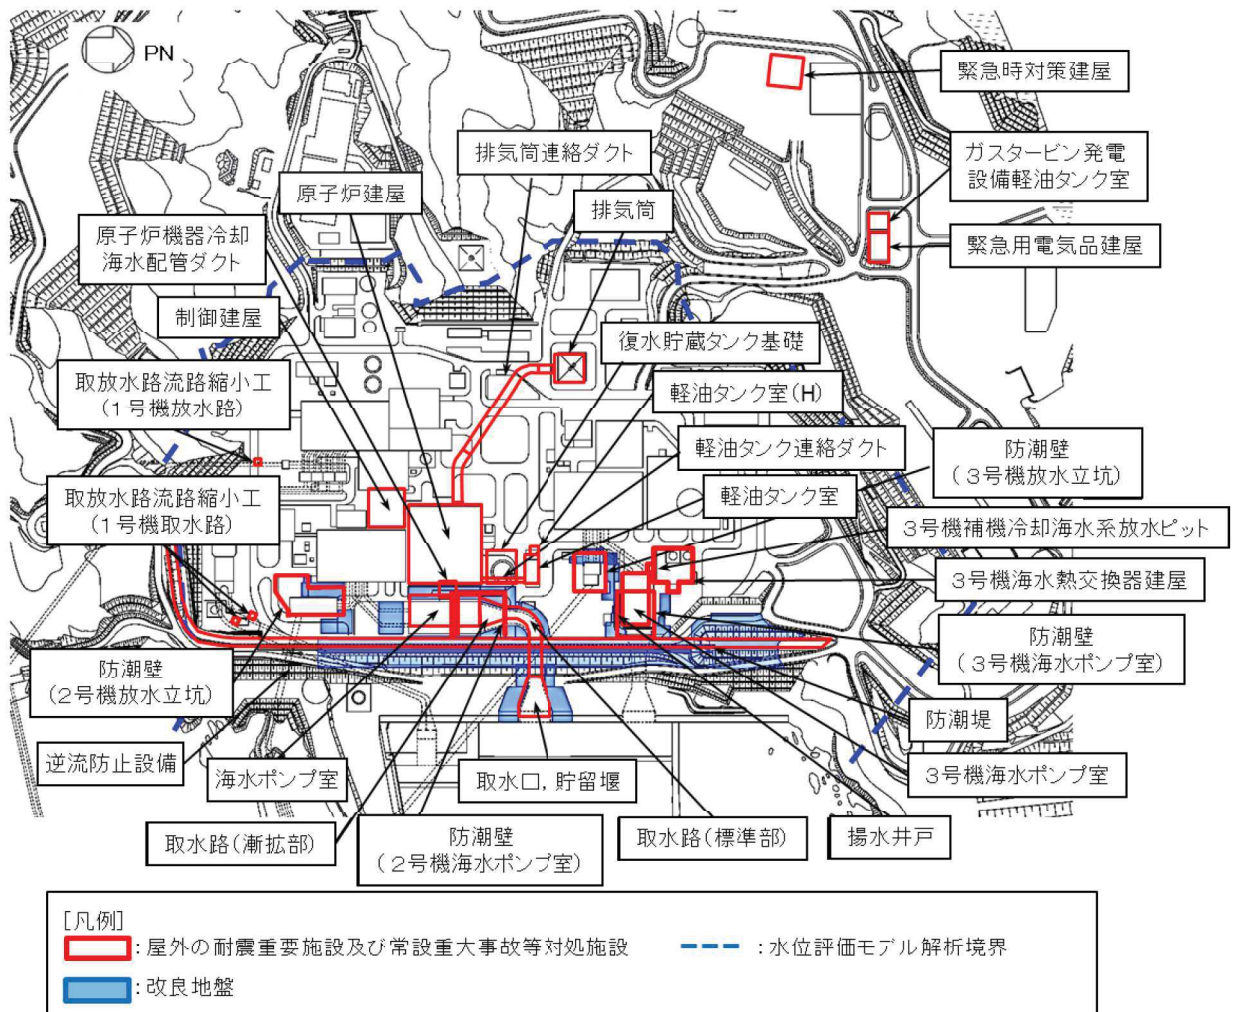 PN
緊急時対策建屋
排気筒連絡ダクト
ガスタービン発電
設備軽油タンク室
原子炉建屋
排気筒
原子炉機器冷却
海水配管ダクト
緊急用電気品建屋
制御建屋
復水貯蔵タンク基礎
取放水路流路縮小工
(1号機放水路)
軽油タンク室(H)
軽油タンク連絡ダクト
防潮壁
(3号機放水立坑)
取放水路流路縮小工
(1号機取水路)
軽油タンク室
3号機補機冷却海水系放水ピット
3号機海水熱交換器建屋
防潮壁
(2号機放水立坑)
防潮壁
(3号機海水ポンプ室)
防潮堤
逆流防止設備
海水ポンプ室
取水口,貯留堰
3号機海水ポンプ室
取水路(漸拡部)
防潮壁
(2号機海水ポンプ室)
取水路(標準部)
揚水井戸
[凡例]
:屋外の耐震重要施設及び常設重大事故等対処施設
:水位評価モデル解析境界
:改良地盤